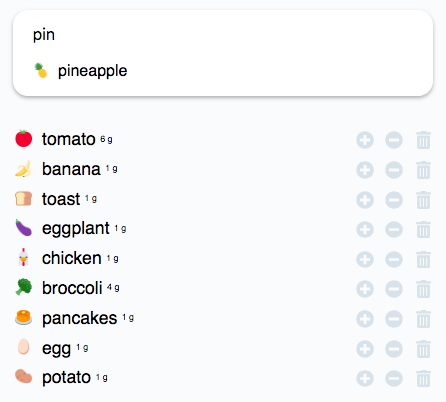 pin
pineapple
tomato 6 g
banana 1 g
toast 1 g
eggplant 1 g
chicken 1 g
broccoli 4 g
pancakes 1 g
egg 1 g
potato 1 g